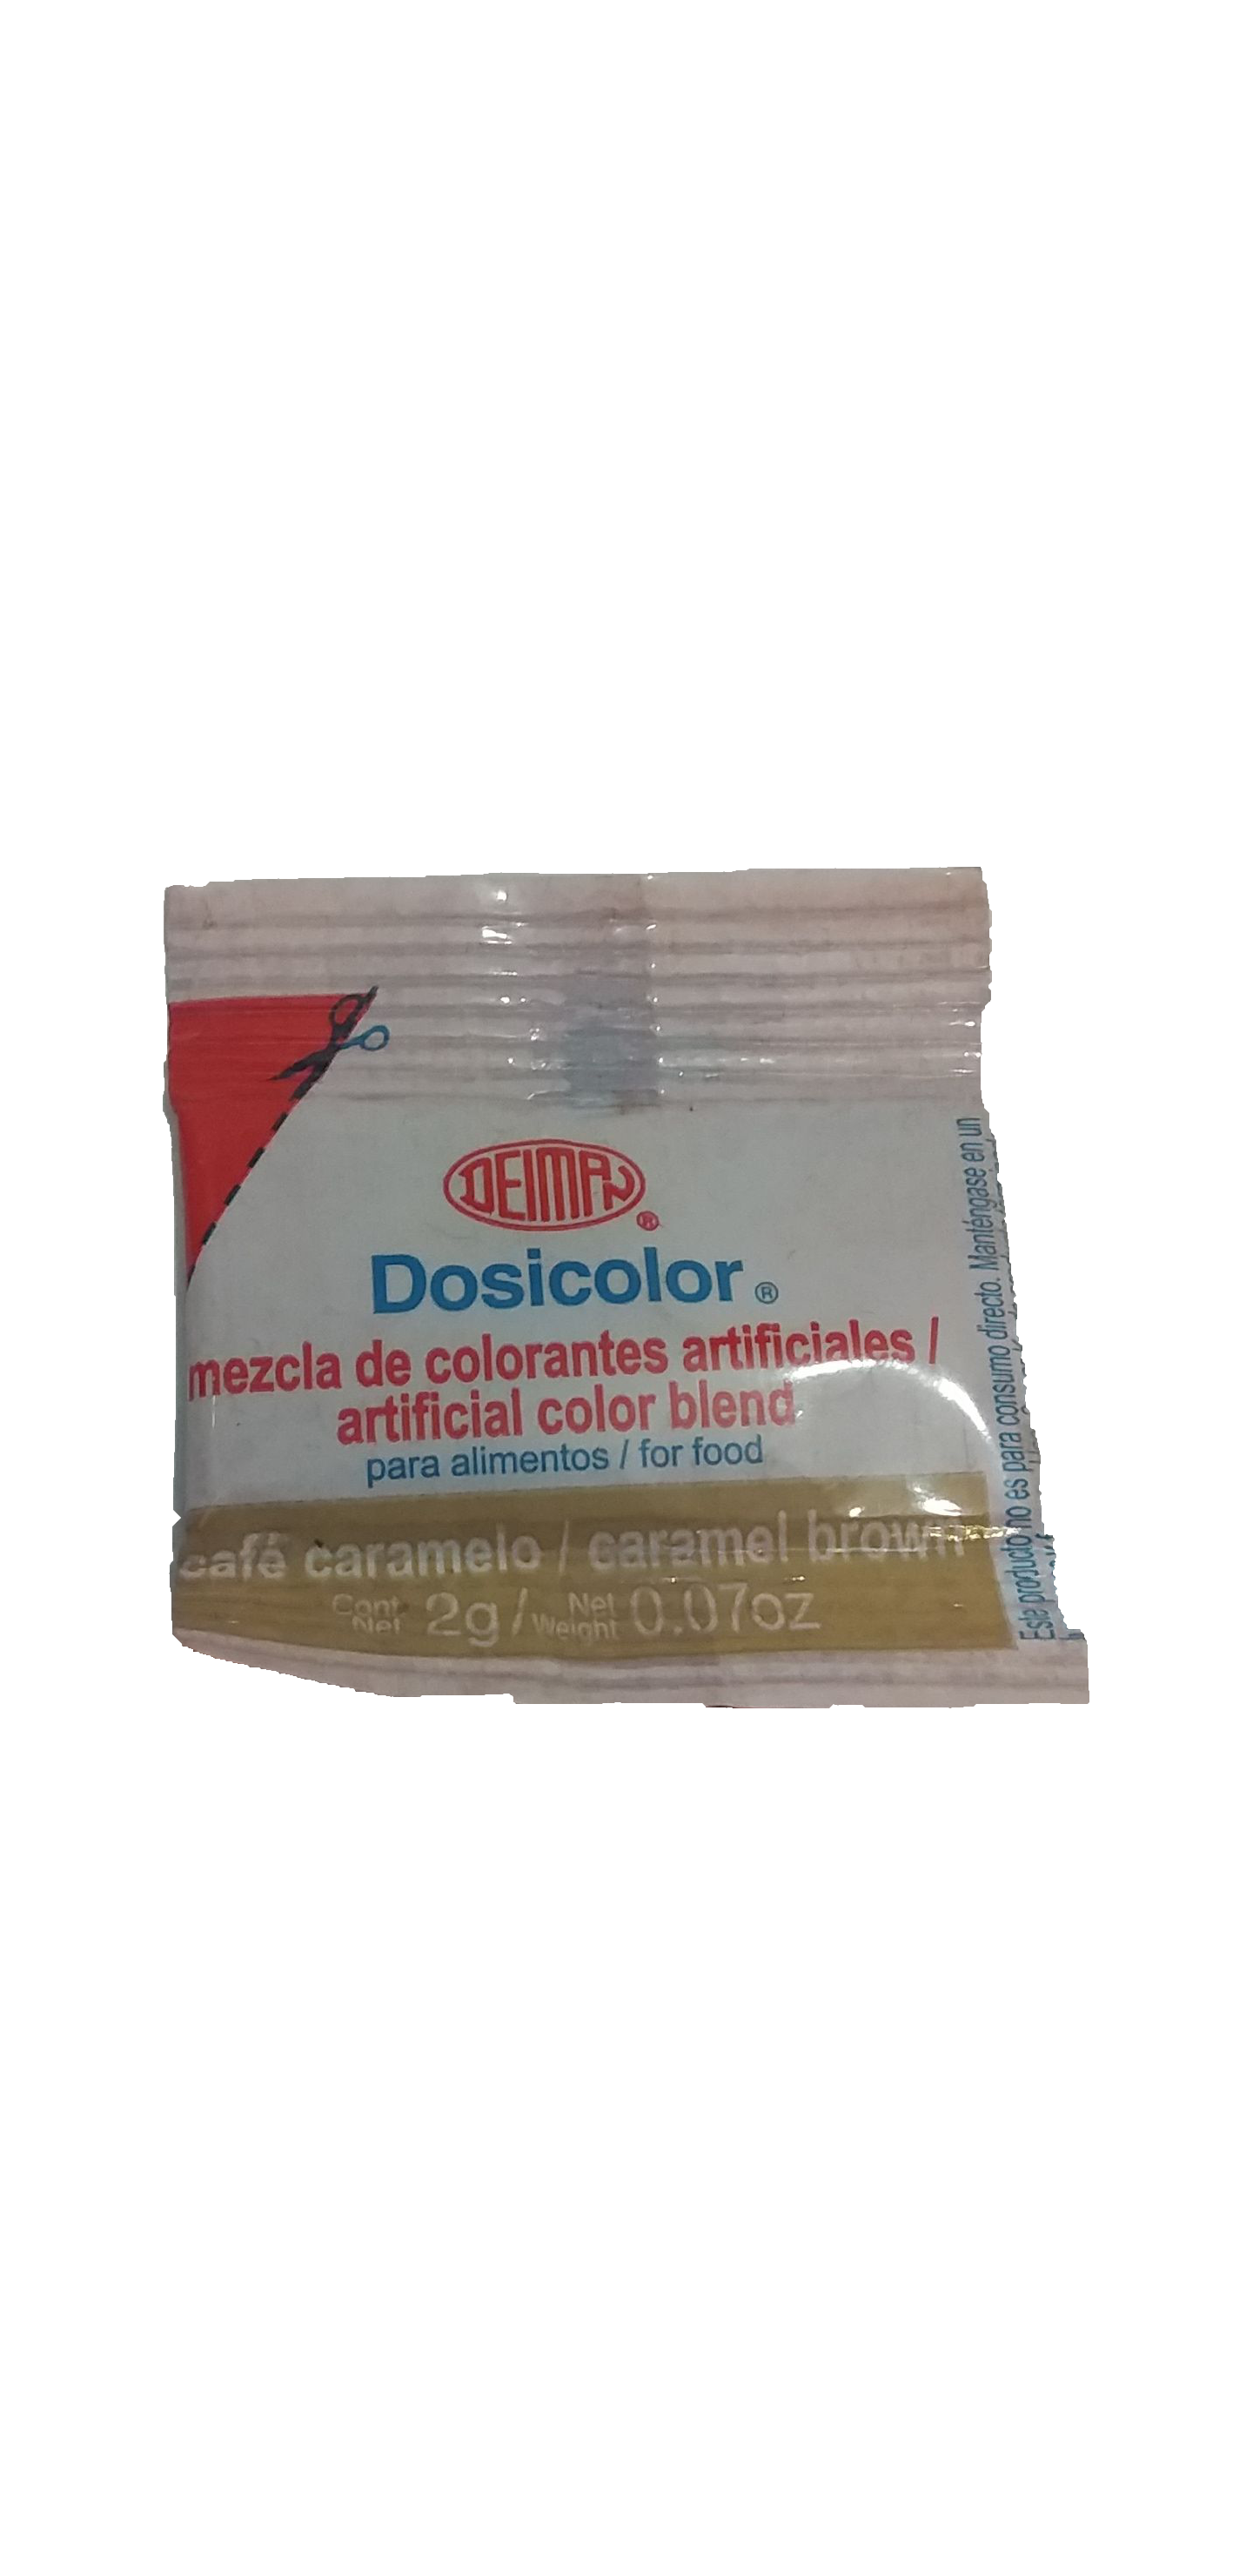 DEIMAN ®
Dosicolor ®
mezcla de colorantes artificiales /
artificial color blend
para alimentos / for food
café caramelo / caramel brown
Cont Net 2g / Net Weight 0.07oz
Este producto no es para consumo directo. Manténgase en un